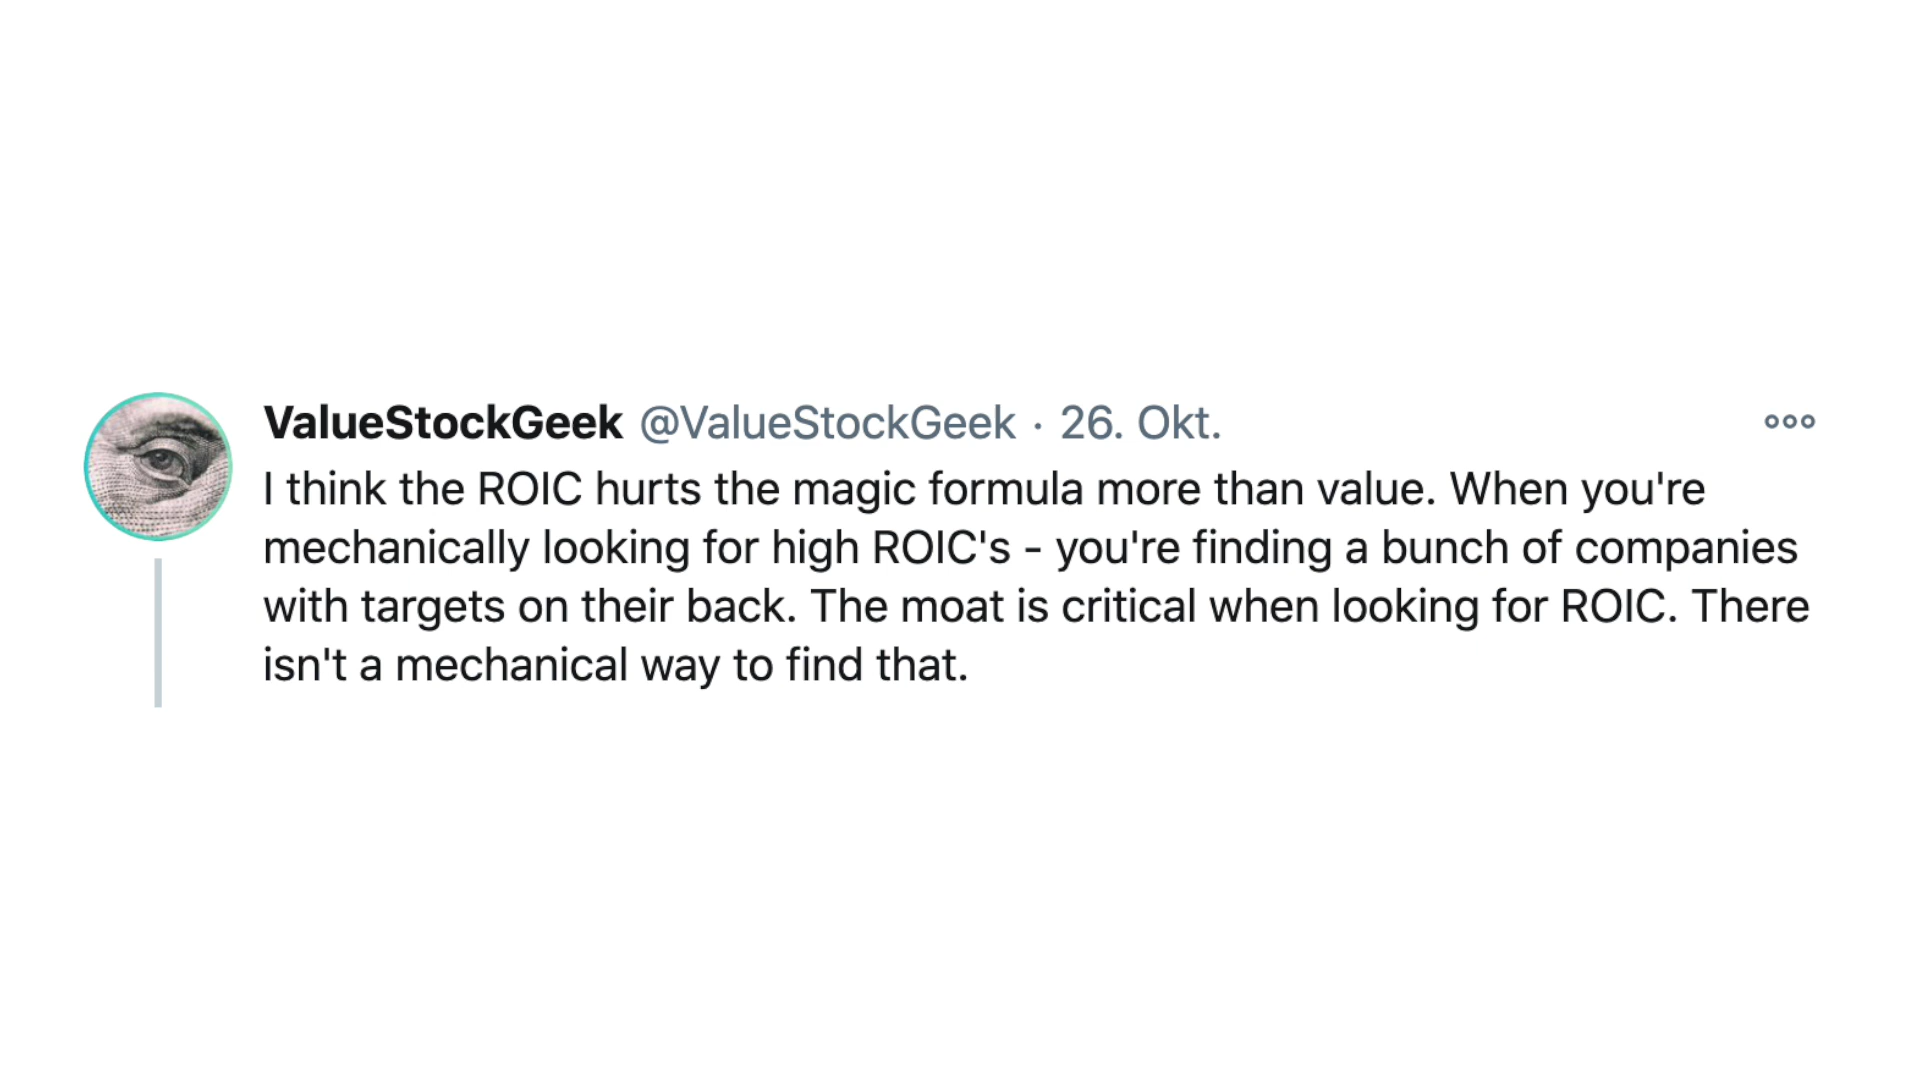 ValueStockGeek @ValueStockGeek · 26. Okt.
I think the ROIC hurts the magic formula more than value. When you're
mechanically looking for high ROIC's - you're finding a bunch of companies
with targets on their back. The moat is critical when looking for ROIC. There
isn't a mechanical way to find that.